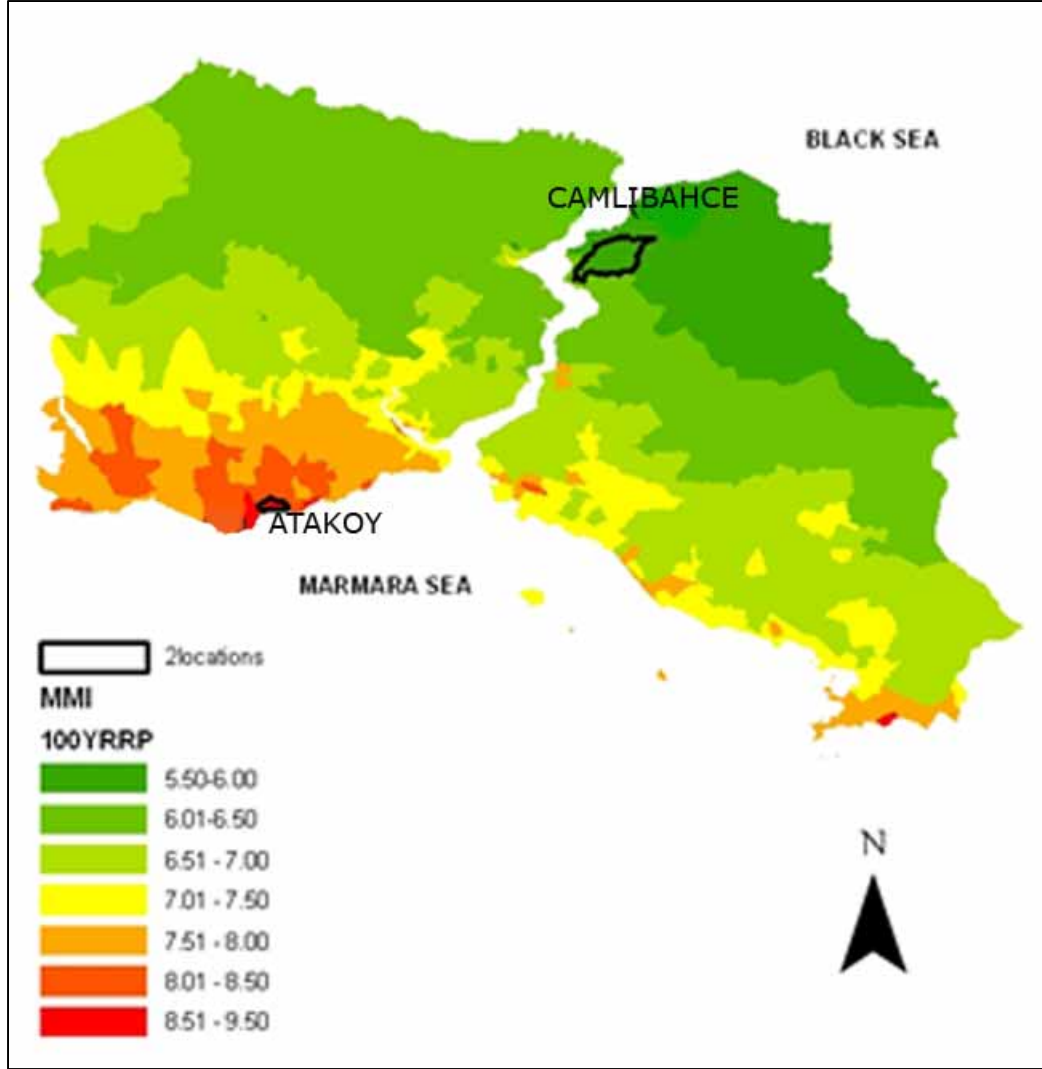 BLACK SEA
CAMLIBAHCE
ATAKOY
MARMARA SEA
2locations
MMI
100YRRP
5.50-6.00
6.01-6.50
6.51 - 7.00
7.01 - 7.50
7.51 - 8.00
8.01 - 8.50
8.51 - 9.50
N